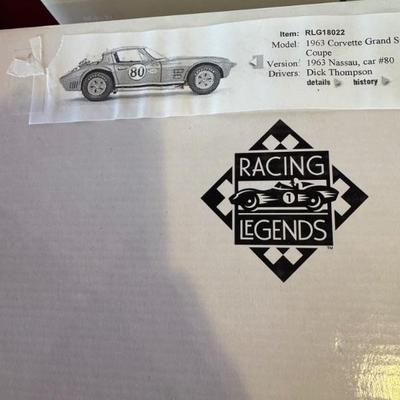 Item: RLG18022
Model: 1963 Corvette Grand S
Coupe
Version: 1963 Nassau, car #80
Drivers: Dick Thompson
details history
80
RACING
1
LEGENDS
TM